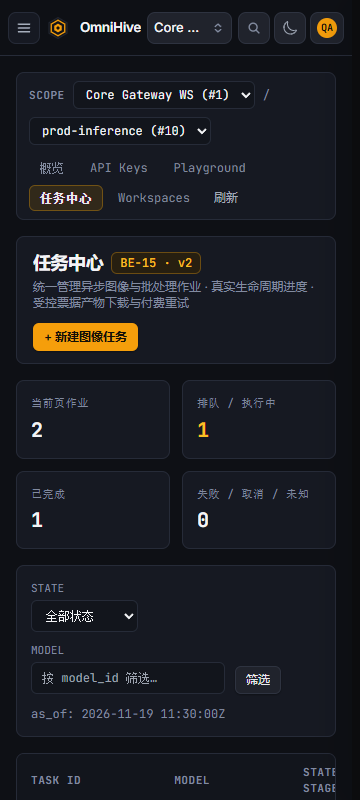 OmniHive Core ... QA
SCOPE Core Gateway WS (#1) /
prod-inference (#10)
概览 API Keys Playground
任务中心 Workspaces 刷新
任务中心 BE-15 · v2
统一管理异步图像与批处理作业 · 真实生命周期进度 ·
受控票据产物下载与付费重试
+ 新建图像任务
当前页作业 排队 / 执行中
2 1
已完成 失败 / 取消 / 未知
1 0
STATE
全部状态
MODEL
按 model_id 筛选… 筛选
as_of: 2026-11-19 11:30:00Z
TASK ID MODEL STATE
STAGE